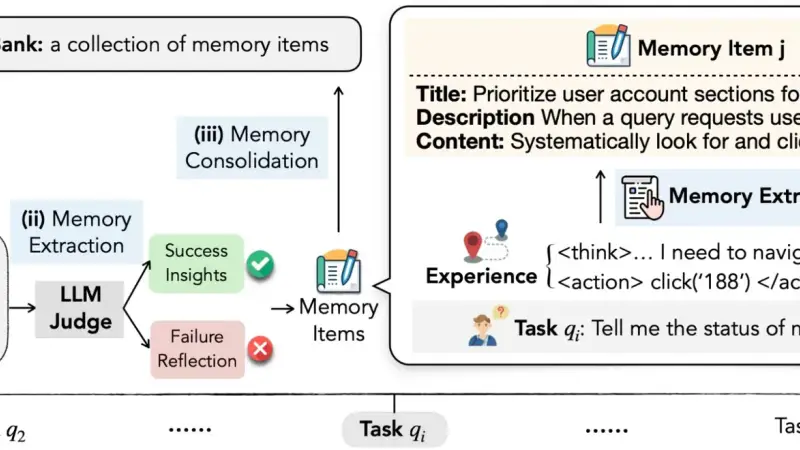 Bank: a collection of memory items
(iii) Memory
Consolidation
(ii) Memory
Extraction
LLM
Judge
Success
Insights
Failure
Reflection
Memory
Items
Memory Item j
Title: Prioritize user account sections fo
Description When a query requests use
Content: Systematically look for and clic
Memory Extr
Experience
<think>... I need to navig
<action> click('188') </ac
Task qi: Tell me the status of m
q2
......
Task qi
......
Tas